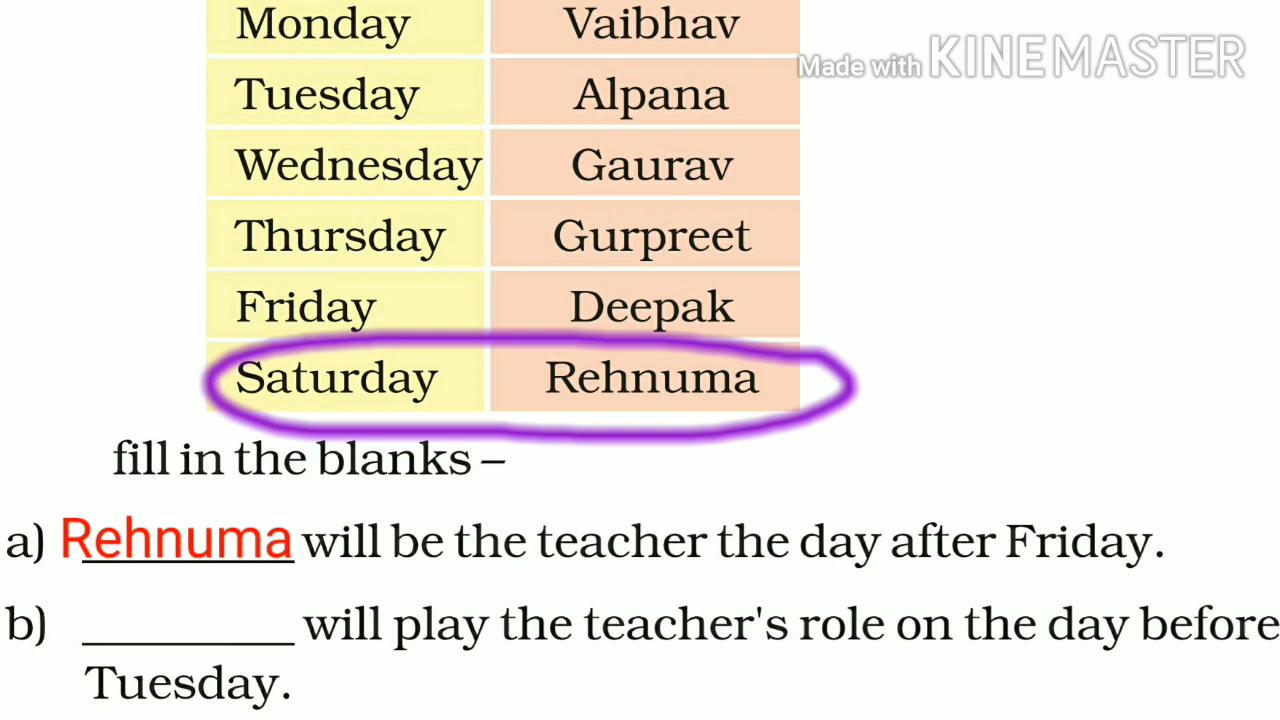 Monday Vaibhav
Made with KINEMASTER
Tuesday Alpana
Wednesday Gaurav
Thursday Gurpreet
Friday Deepak
Saturday Rehnuma
fill in the blanks –
a) Rehnuma will be the teacher the day after Friday.
b) __________ will play the teacher's role on the day before
Tuesday.